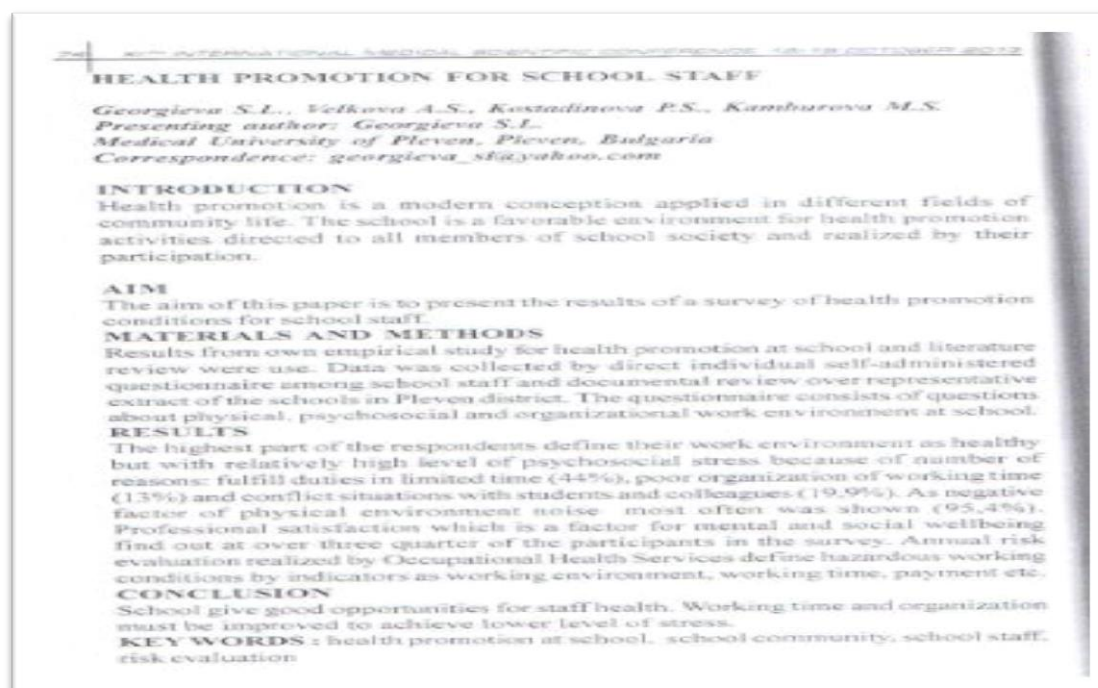 74 XIᵀᴴ INTERNATIONAL MEDICAL SCIENTIFIC CONFERENCE OCTOBER 2012
HEALTH PROMOTION FOR SCHOOL STAFF
Georgieva S.L., Velkova A.S., Kostadinova P.S., Kamburova M.S.
Presenting author: Georgieva S.L.
Medical University of Pleven, Pleven, Bulgaria
Correspondence: georgieva_sl@yahoo.com
INTRODUCTION
Health promotion is a modern conception applied in different fields of
community life. The school is a favorable environment for health promotion
activities directed to all members of school society and realized by their
participation.
AIM
The aim of this paper is to present the results of a survey of health promotion
conditions for school staff.
MATERIALS AND METHODS
Results from own empirical study for health promotion at school and literature
review were use. Data was collected by direct individual self-administered
questionnaire among school staff and documental review over representative
extract of the schools in Pleven district. The questionnaire consists of questions
about physical, psychosocial and organizational work environment at school.
RESULTS
The highest part of the respondents define their work environment as healthy
but with relatively high level of psychosocial stress because of number of
reasons: fulfill duties in limited time (44%), poor organization of working time
(13%) and conflict situations with students and colleagues (19,9%). As negative
factor of physical environment noise most often was shown (95,4%).
Professional satisfaction which is a factor for mental and social wellbeing
find out at over three quarter of the participants in the survey. Annual risk
evaluation realized by Occupational Health Services define hazardous working
conditions by indicators as working environment, working time, payment etc.
CONCLUSION
School give good opportunities for staff health. Working time and organization
must be improved to achieve lower level of stress.
KEY WORDS : health promotion at school, school community, school staff,
risk evaluation